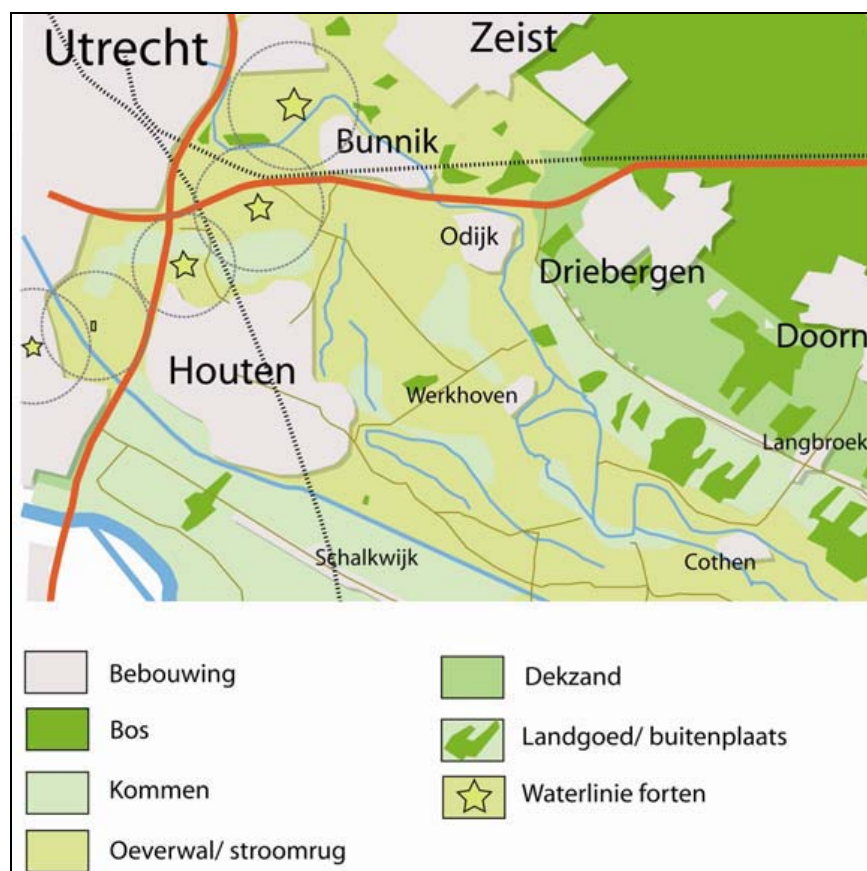 Utrecht
Zeist
Bunnik
Odijk
Driebergen
Doorn
Houten
Werkhoven
Langbroek
Schalkwijk
Cothen
Bebouwing
Bos
Kommen
Oeverwal/ stroomrug
Dekzand
Landgoed/ buitenplaats
Waterlinie forten